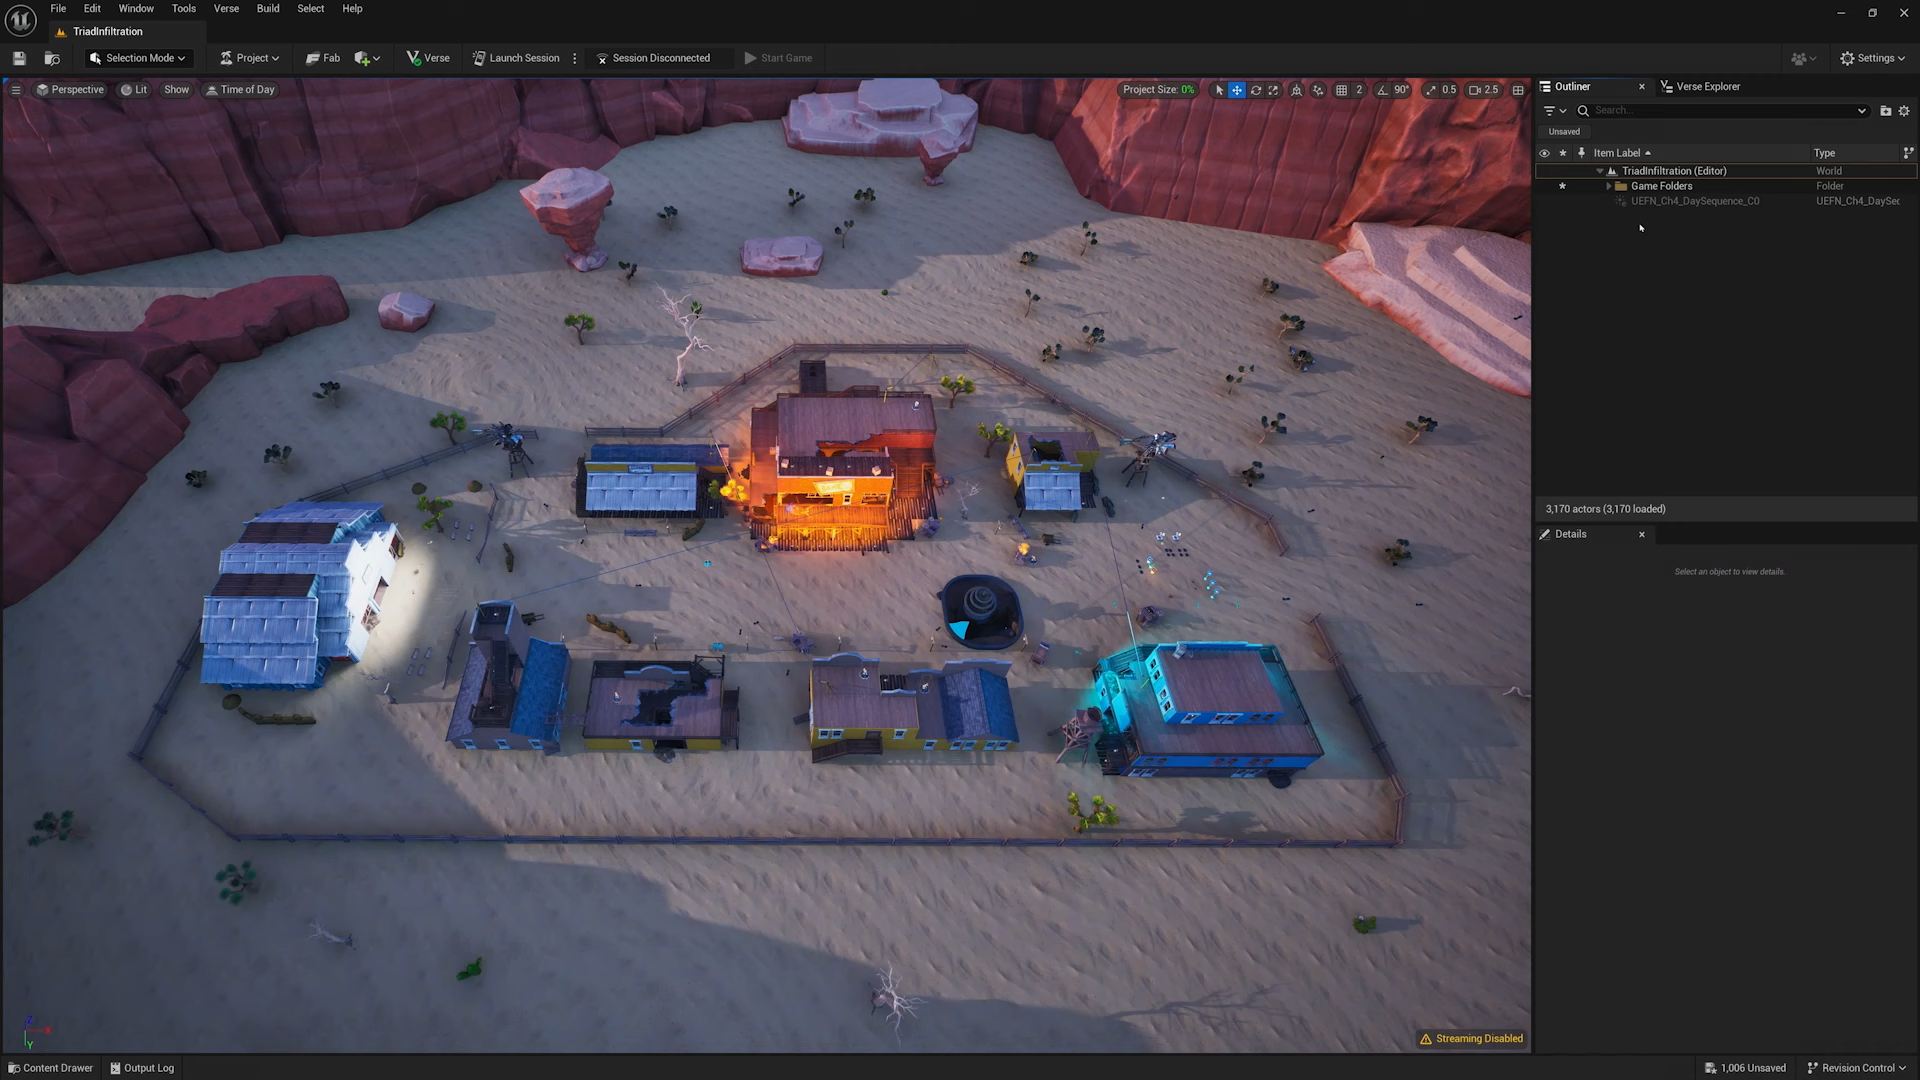 File Edit Window Tools Verse Build Select Help
TriadInfiltration
Selection Mode Project Fab Verse Launch Session Session Disconnected Start Game Settings
Perspective Lit Show Time of Day Project Size: 0% 2 90° 0.5 2.5
Outliner Verse Explorer
Search...
Unsaved
Item Label Type
TriadInfiltration (Editor) World
Game Folders Folder
UEFN_Ch4_DaySequence_C0 UEFN_Ch4_DaySec
3,170 actors (3,170 loaded)
Details
Select an object to view details.
Z X
Y
Streaming Disabled
Content Drawer Output Log 1,006 Unsaved Revision Control